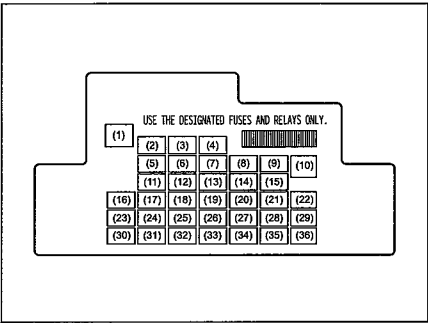 USE THE DESIGNATED FUSES AND RELAYS ONLY.
(1)
(2) (3) (4)
(5) (6) (7) (8) (9) (10)
(11) (12) (13) (14) (15)
(16) (17) (18) (19) (20) (21) (22)
(23) (24) (25) (26) (27) (28) (29)
(30) (31) (32) (33) (34) (35) (36)